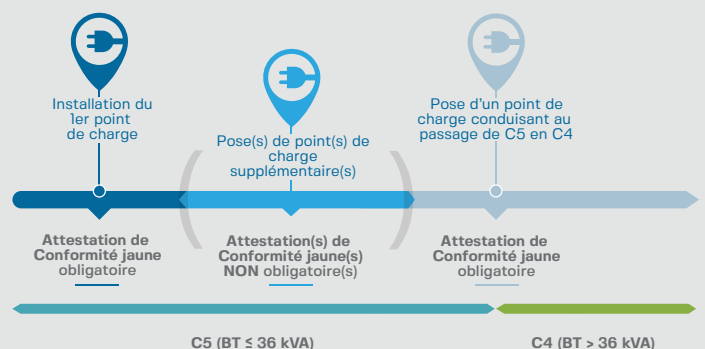 Installation du
1er point
de charge
Pose(s) de point(s) de
charge
supplémentaire(s)
Pose d'un point de
charge conduisant au
passage de C5 en C4
Attestation de
Conformité jaune
obligatoire
Attestation(s) de
Conformité jaune(s)
NON obligatoire(s)
Attestation de
Conformité jaune
obligatoire
C5 (BT ≤ 36 kVA)
C4 (BT > 36 kVA)